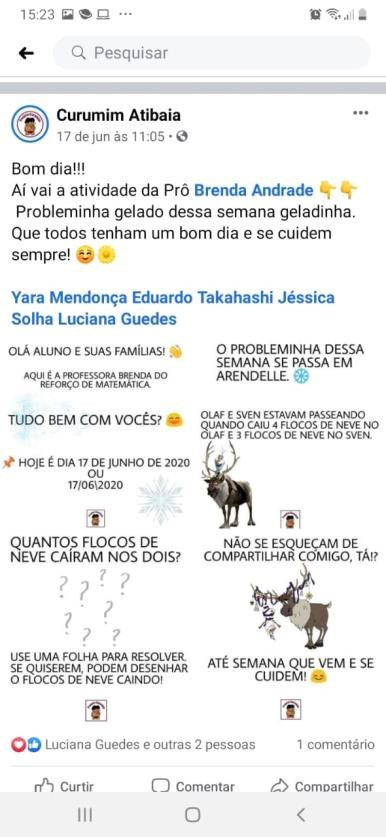 15:23
Pesquisar
Curumim Atibaia
17 de jun às 11:05 •
Bom dia!!!
Aí vai a atividade da Prô Brenda Andrade 👇👇
Probleminha gelado dessa semana geladinha.
Que todos tenham um bom dia e se cuidem
sempre! 😊🌼
Yara Mendonça Eduardo Takahashi Jéssica
Solha Luciana Guedes
OLÁ ALUNO E SUAS FAMÍLIAS! 👋
AQUI É A PROFESSORA BRENDA DO
REFORÇO DE MATEMÁTICA.
TUDO BEM COM VOCÊS? 😊
📌 HOJE É DIA 17 DE JUNHO DE 2020
OU
17/06\2020
O PROBLEMINHA DESSA
SEMANA SE PASSA EM
ARENDELLE. ❄
OLAF E SVEN ESTAVAM PASSEANDO
QUANDO CAIU 4 FLOCOS DE NEVE NO
OLAF E 3 FLOCOS DE NEVE NO SVEN.
QUANTOS FLOCOS DE
NEVE CAÍRAM NOS DOIS?
? ? ? ?
? ?
? ?
USE UMA FOLHA PARA RESOLVER.
SE QUISEREM, PODEM DESENHAR
O FLOCOS DE NEVE CAINDO!
NÃO SE ESQUEÇAM DE
COMPARTILHAR COMIGO, TÁ!?
ATÉ SEMANA QUE VEM E SE
CUIDEM! 😊
Luciana Guedes e outras 2 pessoas
1 comentário
Curtir
Comentar
Compartilhar